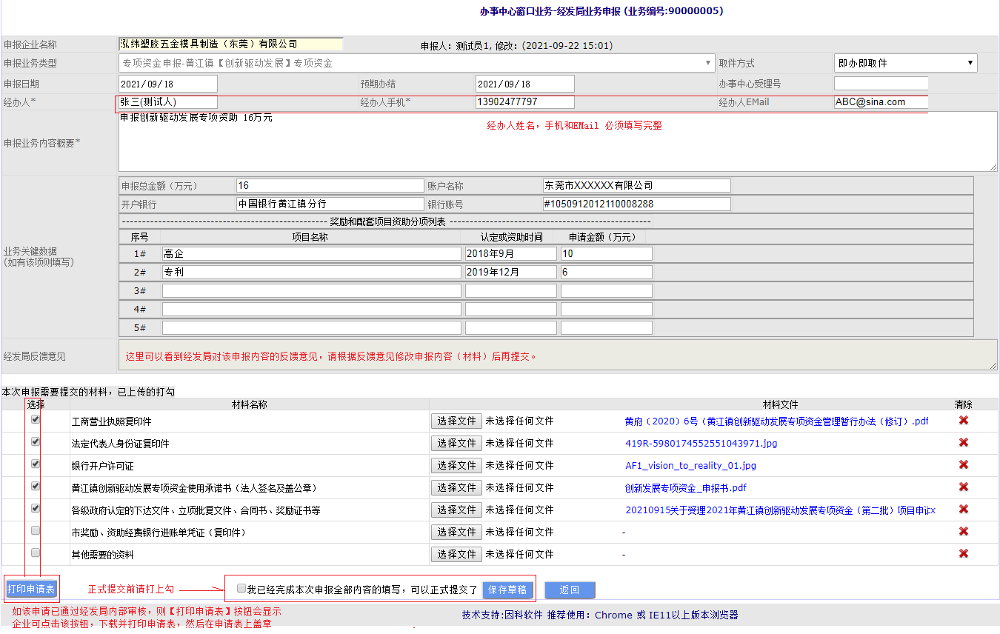 办事中心窗口业务-经发局业务申报 (业务编号:90000005)
申报企业名称 泓纬塑胶五金模具制造（东莞）有限公司 申报人：测试员1, 修改：(2021-09-22 15:01)
申报业务类型 专项资金申报-黄江镇【创新驱动发展】专项资金 取件方式 即办即取件
申报日期 2021/09/18 预期办结 2021/09/18 办事中心受理号
经办人* 张三(测试人) 经办人手机* 13902477797 经办人EMail ABC@sina.com
申报创新驱动发展专项资助 16万元
经办人姓名，手机和EMail 必须填写完整
申报业务内容概要*
申报总金额（万元） 16 账户名称 东莞市XXXXXX有限公司
开户银行 中国银行黄江镇分行 银行账号 #1050912012110008288
奖励和配套项目资助分项列表
序号 项目名称 认定或资助时间 申请金额（万元）
业务关键数据
(如有该项则填写)
1# 高企 2018年9月 10
2# 专利 2019年12月 6
3#
4#
5#
经发局反馈意见 这里可以看到经发局对该申报内容的反馈意见，请根据反馈意见修改申报内容（材料）后再提交。
本次申报需要提交的材料，已上传的打勾
选择 材料名称 材料文件 清除
工商营业执照复印件 选择文件 未选择任何文件 黄府（2020）6号（黄江镇创新驱动发展专项资金管理暂行办法（修订）.pdf
法定代表人身份证复印件 选择文件 未选择任何文件 419R-5980174552551043971.jpg
银行开户许可证 选择文件 未选择任何文件 AF1_vision_to_reality_01.jpg
黄江镇创新驱动发展专项资金使用承诺书（法人签名及盖公章） 选择文件 未选择任何文件 创新发展专项资金_申报书.pdf
各级政府认定的下达文件、立项批复文件、合同书、奖励证书等 选择文件 未选择任何文件 20210915关于受理2021年黄江镇创新驱动发展专项资金（第二批）项目申请x
市奖励、资助经费银行进账单凭证（复印件） 选择文件 未选择任何文件 -
其他需要的资料 选择文件 未选择任何文件 -
打印申请表 正式提交前请打上勾 我已经完成本次申报全部内容的填写，可以正式提交了 保存草稿 返回
如该申请已通过经发局内部审核，则【打印申请表】按钮会显示
技术支持:因科软件 推荐使用：Chrome 或 IE11以上版本浏览器
企业可点击该按钮，下载并打印申请表，然后在申请表上盖章